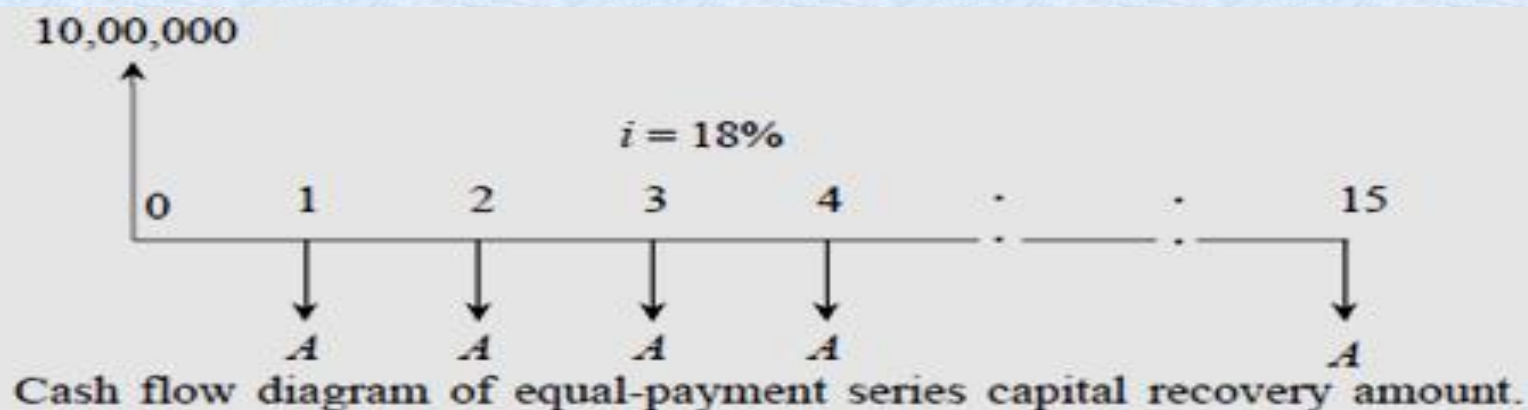 10,00,000
i = 18%
0 1 2 3 4 . . 15
A A A A A
Cash flow diagram of equal-payment series capital recovery amount.